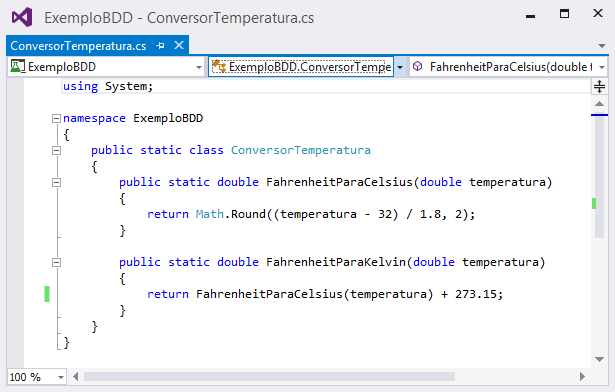 ExemploBDD - ConversorTemperatura.cs
ConversorTemperatura.cs
ExemploBDD
ExemploBDD.ConversorTempe
FahrenheitParaCelsius(double t
using System;
namespace ExemploBDD
{
public static class ConversorTemperatura
{
public static double FahrenheitParaCelsius(double temperatura)
{
return Math.Round((temperatura - 32) / 1.8, 2);
}
public static double FahrenheitParaKelvin(double temperatura)
{
return FahrenheitParaCelsius(temperatura) + 273.15;
}
}
}
100 %